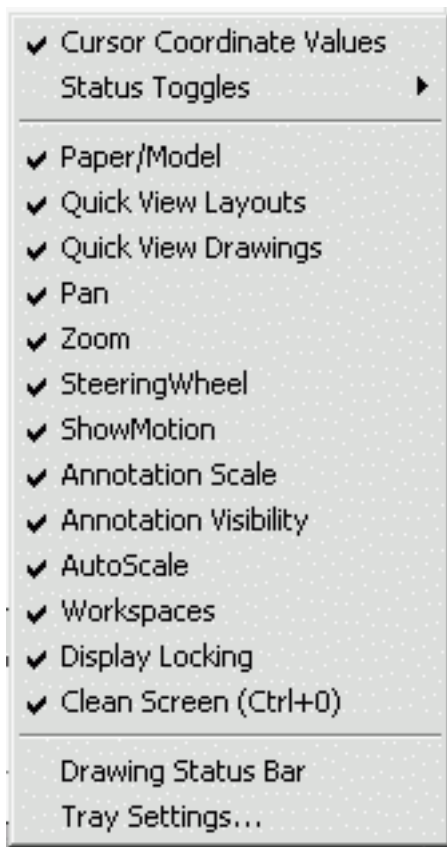 Cursor Coordinate Values
Status Toggles
Paper/Model
Quick View Layouts
Quick View Drawings
Pan
Zoom
SteeringWheel
ShowMotion
Annotation Scale
Annotation Visibility
AutoScale
Workspaces
Display Locking
Clean Screen (Ctrl+0)
Drawing Status Bar
Tray Settings...